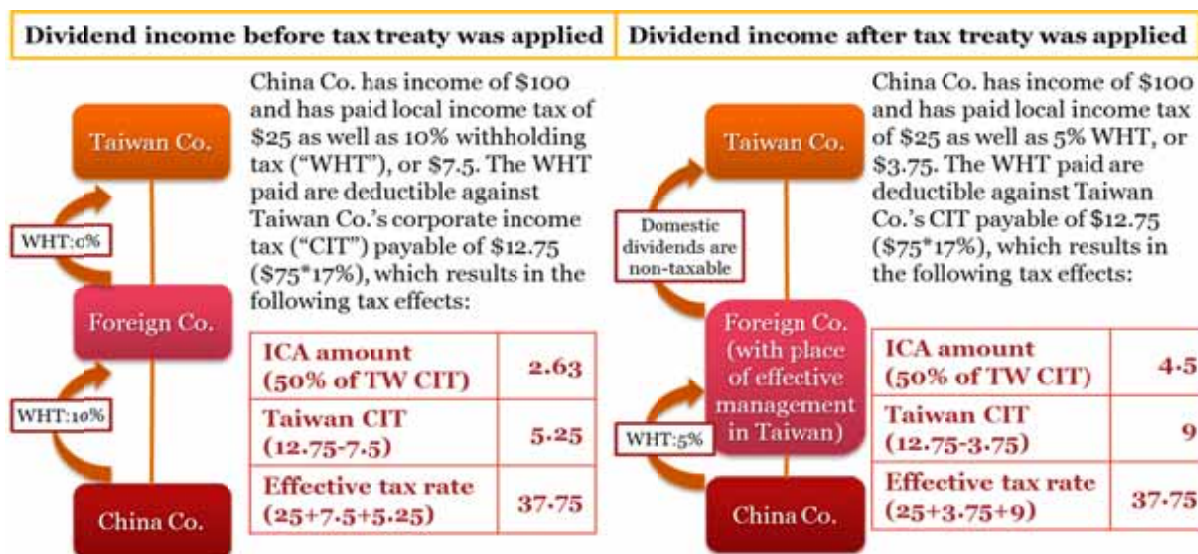 Dividend income before tax treaty was applied
Taiwan Co.
WHT:0%
Foreign Co.
WHT:10%
China Co.
China Co. has income of $100
and has paid local income tax of
$25 as well as 10% withholding
tax (“WHT”), or $7.5. The WHT
paid are deductible against
Taiwan Co.’s corporate income
tax (“CIT”) payable of $12.75
($75*17%), which results in the
following tax effects:
ICA amount
(50% of TW CIT)
2.63
Taiwan CIT
(12.75-7.5)
5.25
Effective tax rate
(25+7.5+5.25)
37.75
Dividend income after tax treaty was applied
Taiwan Co.
Domestic
dividends are
non-taxable
Foreign Co.
(with place
of effective
management
in Taiwan)
WHT:5%
China Co.
China Co. has income of $100
and has paid local income tax
of $25 as well as 5% WHT, or
$3.75. The WHT paid are
deductible against Taiwan
Co.’s CIT payable of $12.75
($75*17%), which results in
the following tax effects:
ICA amount
(50% of TW CIT)
4.5
Taiwan CIT
(12.75-3.75)
9
Effective tax rate
(25+3.75+9)
37.75